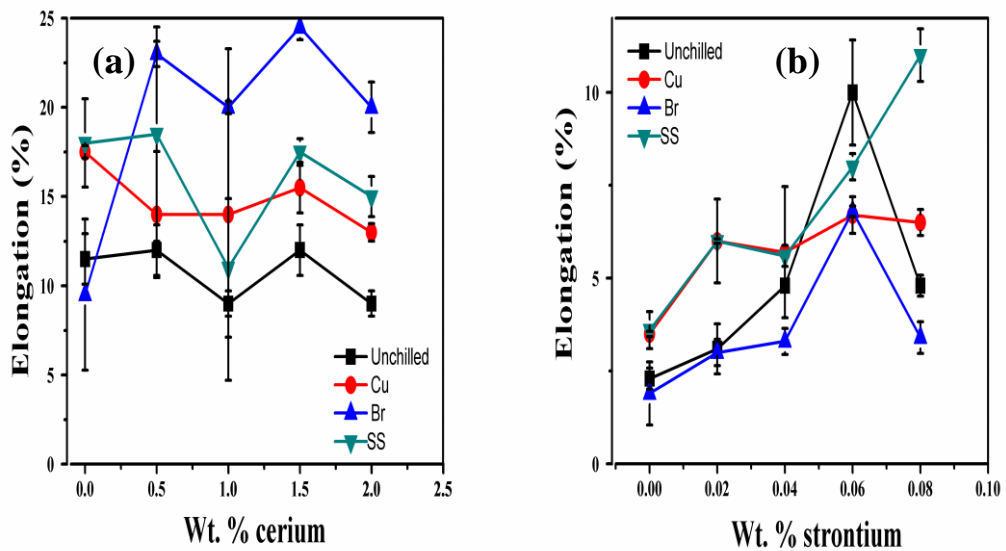 (a)
Elongation (%)
25
20
15
10
5
0
Unchilled
Cu
Br
SS
0.0 0.5 1.0 1.5 2.0 2.5
Wt. % cerium
(b)
Unchilled
Cu
Br
SS
Elongation (%)
10
5
0
0.00 0.02 0.04 0.06 0.08 0.10
Wt. % strontium